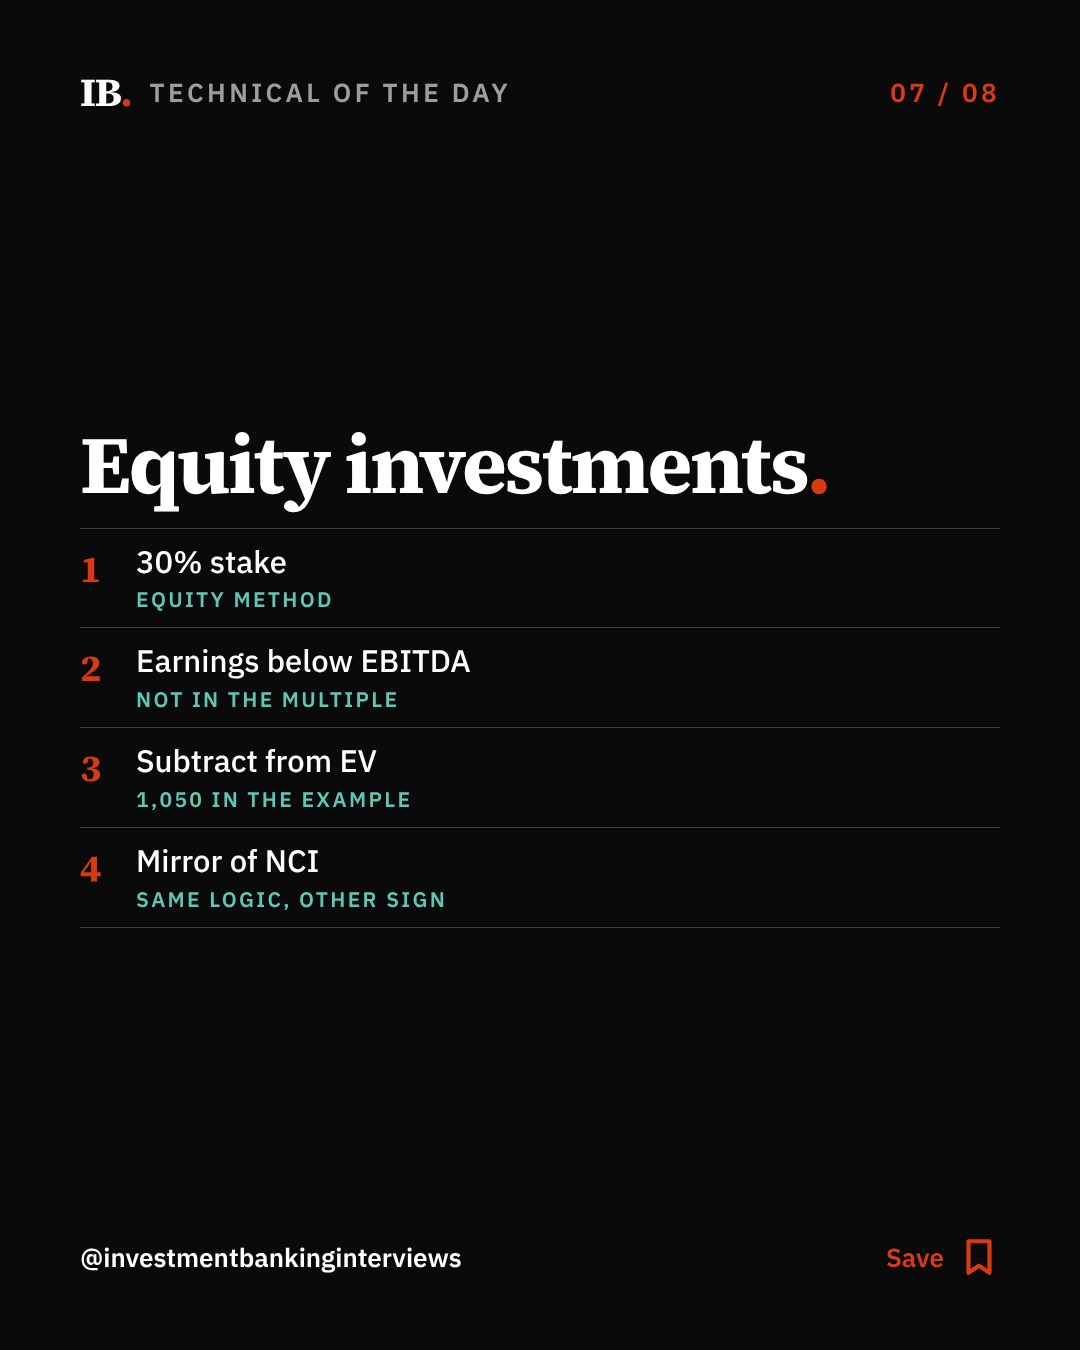 IB. TECHNICAL OF THE DAY
07 / 08
Equity investments.
1 30% stake
EQUITY METHOD
2 Earnings below EBITDA
NOT IN THE MULTIPLE
3 Subtract from EV
1,050 IN THE EXAMPLE
4 Mirror of NCI
SAME LOGIC, OTHER SIGN
@investmentbankinginterviews
Save